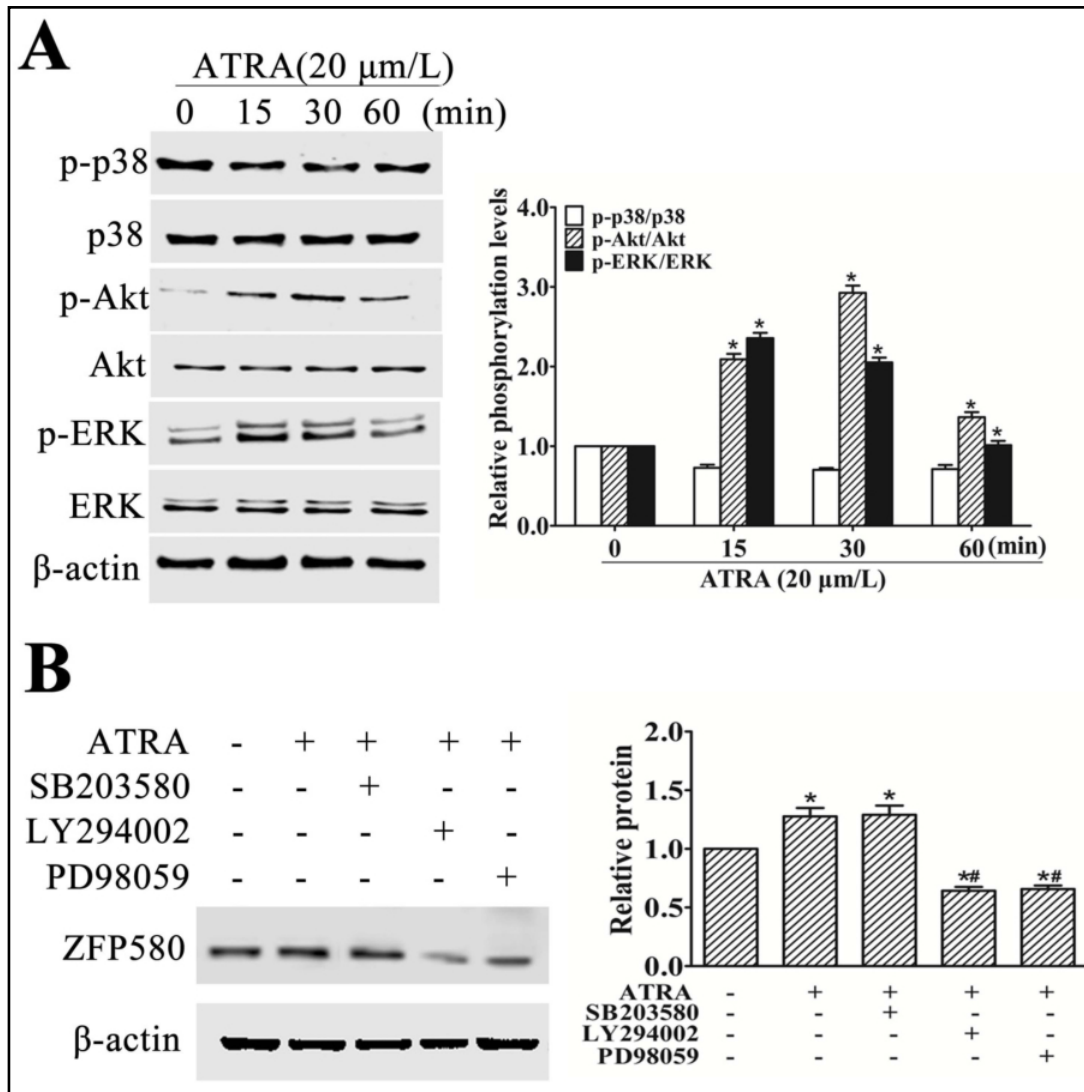 A
ATRA(20 μm/L)
0 15 30 60 (min)
p-p38
p38
p-Akt
Akt
p-ERK
ERK
β-actin
Relative phosphorylation levels
4.0
3.0
2.0
1.0
0.0
p-p38/p38
p-Akt/Akt
p-ERK/ERK
* *
* *
* *
0 15 30 60 (min)
ATRA (20 μm/L)
B
ATRA - + + + +
SB203580 - - + - -
LY294002 - - - + -
PD98059 - - - - +
ZFP580
β-actin
Relative protein
2.0
1.5
1.0
0.5
0.0
* * *# *#
ATRA - + + + +
SB203580 - - + - -
LY294002 - - - + -
PD98059 - - - - +